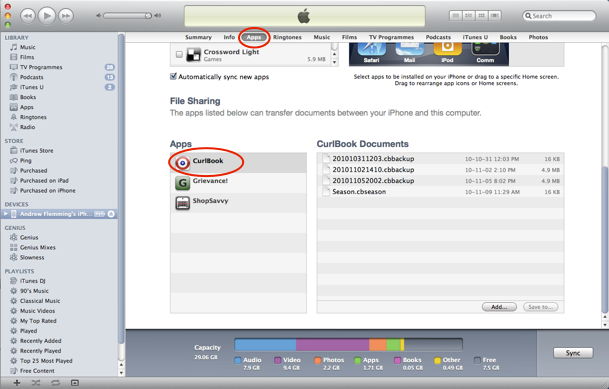 Search
Summary Info Apps Ringtones Music Films TV Programmes Podcasts iTunes U Books Photos
LIBRARY
Music
Films
TV Programmes 28
Podcasts
iTunes U 2
Books
Apps
Ringtones
Radio
STORE
iTunes Store
Ping
Purchased
Purchased on iPad
Purchased on iPhone
DEVICES
Andrew Flemming's iPh...
GENIUS
Genius
Genius Mixes
Slowness
PLAYLISTS
iTunes DJ
90's Music
Classical Music
Music Videos
My Top Rated
Played
Recently Added
Recently Played
Top 25 Most Played
Free Content
Crossword Light
Games 5.9 MB
Automatically sync new apps
Safari Mail iPod Comm
Select apps to be installed on your iPhone or drag to a specific Home screen.
Drag to rearrange app icons or Home screens.
File Sharing
The apps listed below can transfer documents between your iPhone and this computer.
Apps
CurlBook
Grievance!
ShopSavvy
CurlBook Documents
201010311203.cbbackup 10-10-31 12:03 PM 16 KB
201011021410.cbbackup 10-11-02 2:10 PM 4.9 MB
201011052002.cbbackup 10-11-05 8:02 PM 4.9 MB
Season.cbseason 10-11-09 11:29 AM 16 KB
Add... Save to...
Capacity
29.06 GB
Audio Video Photos Apps Books Other Free
7.9 GB 9.4 GB 2.2 GB 1.71 GB 0.05 GB 0.49 GB 7.5 GB
Sync